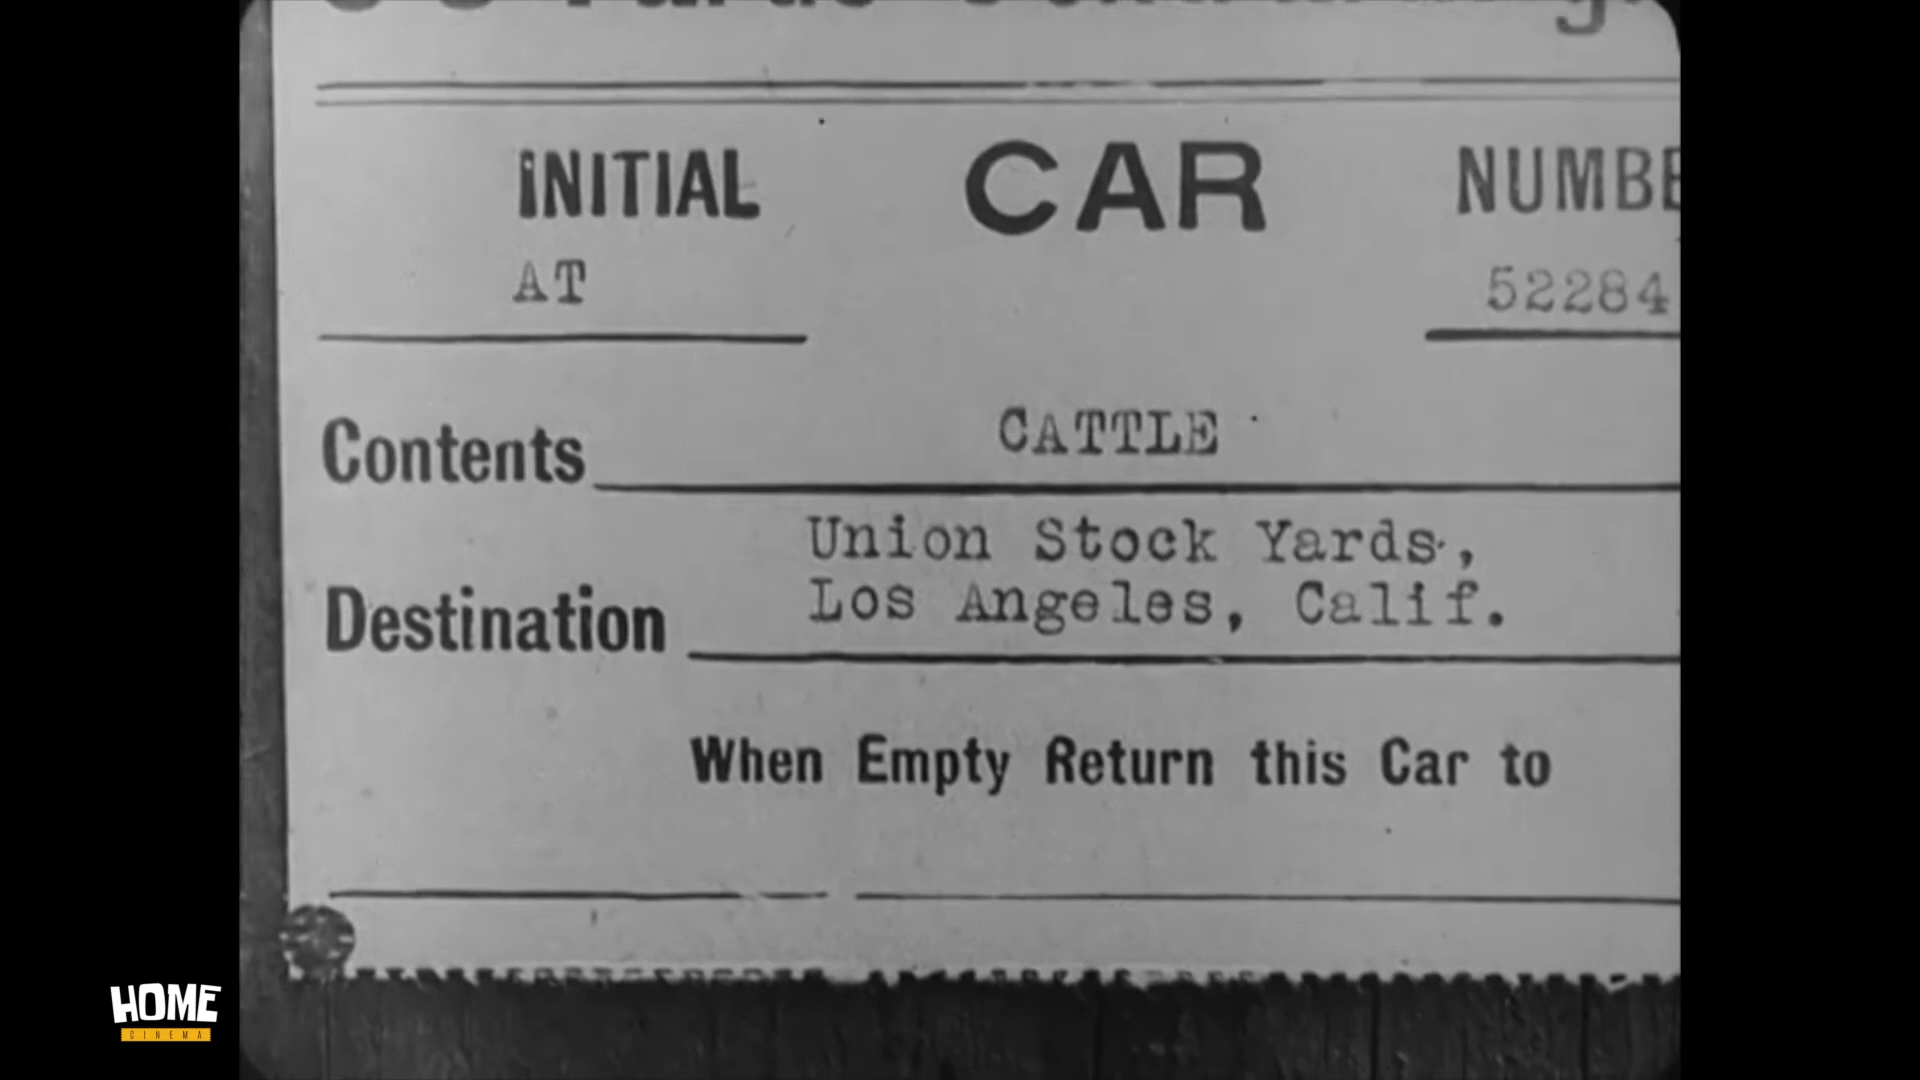 INITIAL CAR NUMBE
AT 52284
Contents CATTLE
Union Stock Yards,
Los Angeles, Calif.
Destination
When Empty Return this Car to
HOME
CINEMA